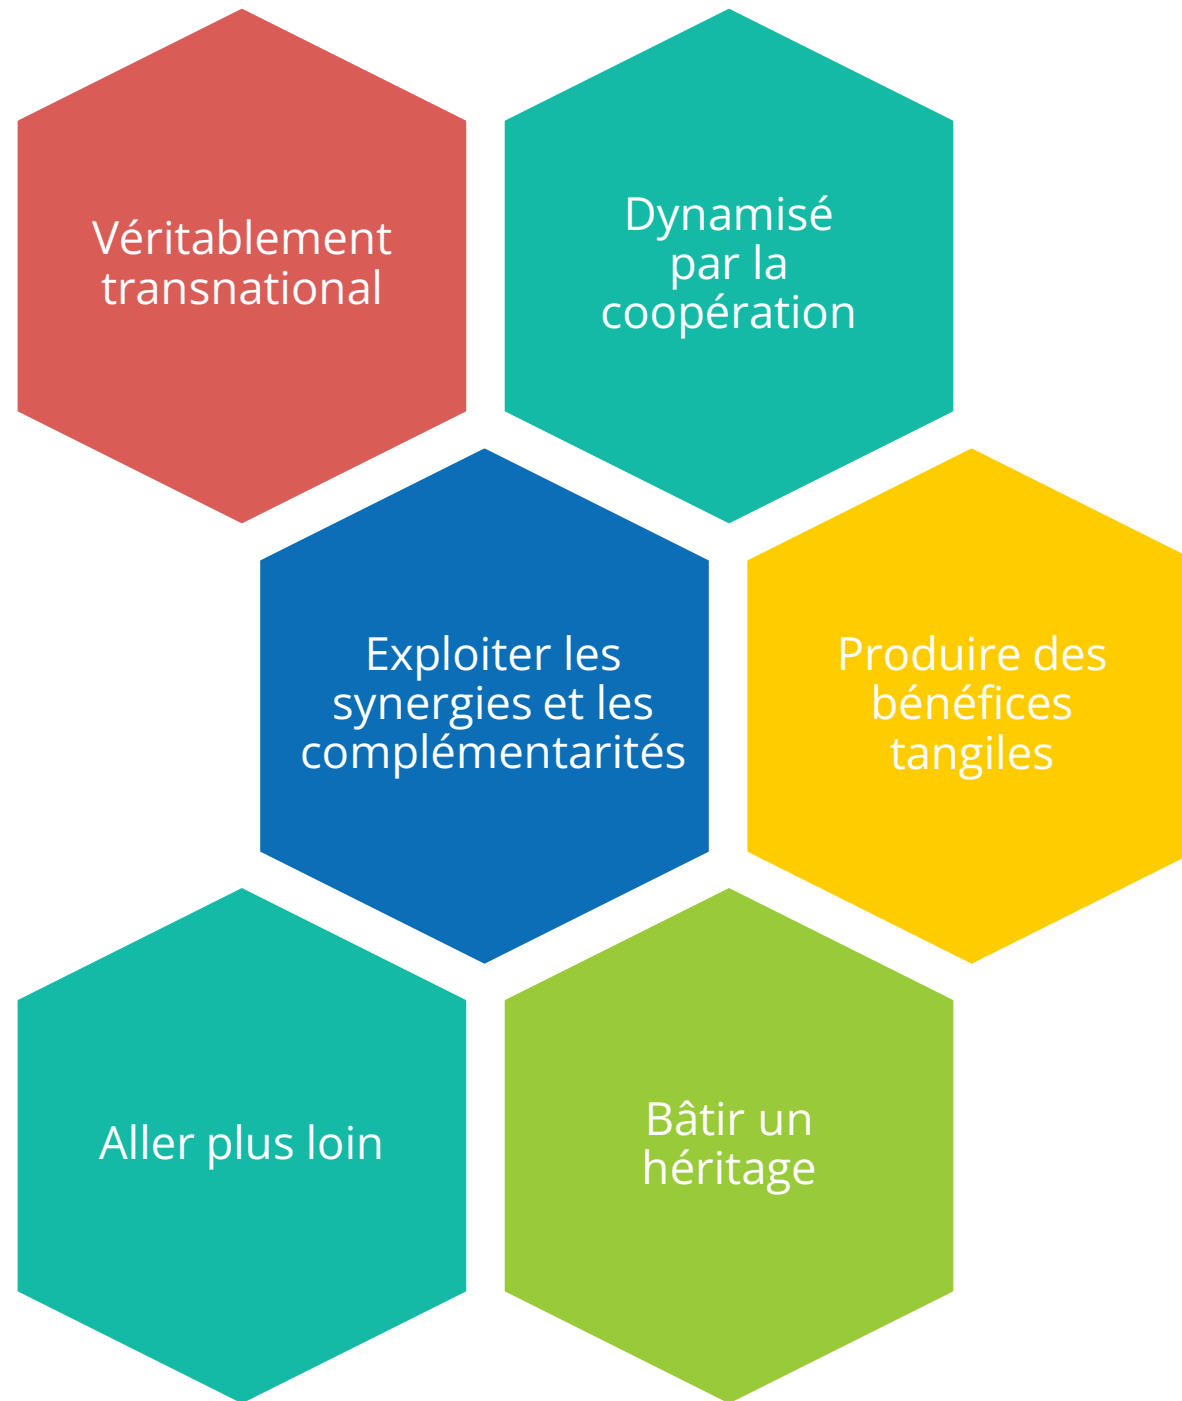 Véritablement
transnational
Dynamisé
par la
coopération
Exploiter les
synergies et les
complémentarités
Produire des
bénéfices
tangiles
Aller plus loin
Bâtir un
héritage